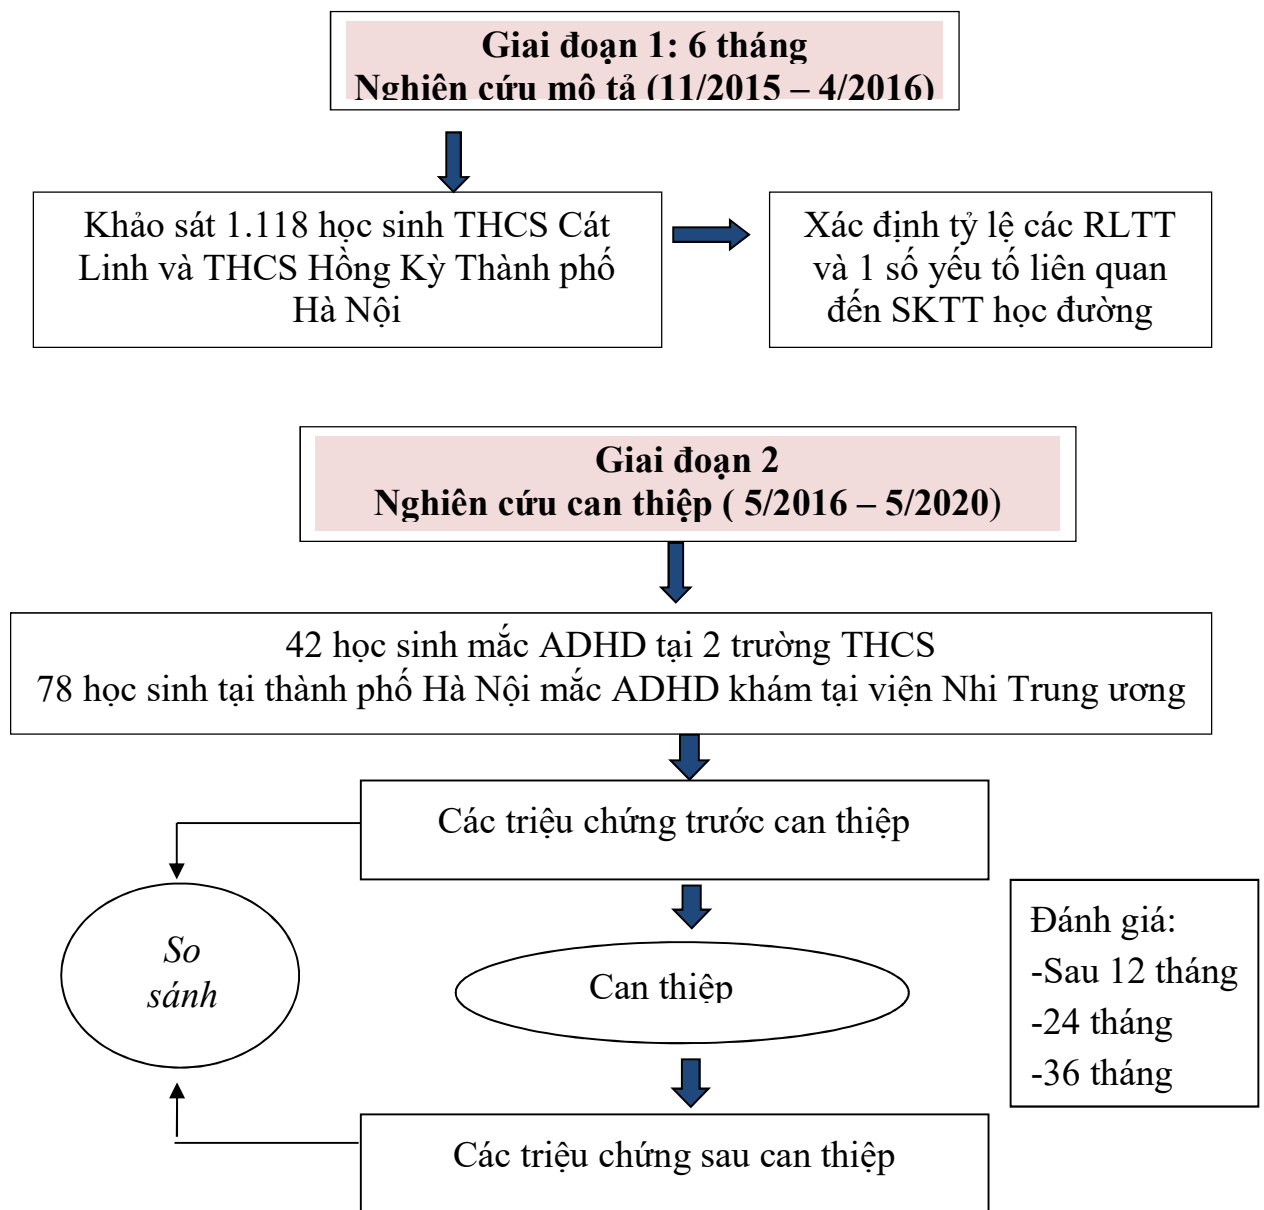 Giai đoạn 1: 6 tháng
Nghiên cứu mô tả (11/2015 – 4/2016)
Khảo sát 1.118 học sinh THCS Cát
Linh và THCS Hồng Kỳ Thành phố
Hà Nội
Xác định tỷ lệ các RLTT
và 1 số yếu tố liên quan
đến SKTT học đường
Giai đoạn 2
Nghiên cứu can thiệp ( 5/2016 – 5/2020)
42 học sinh mắc ADHD tại 2 trường THCS
78 học sinh tại thành phố Hà Nội mắc ADHD khám tại viện Nhi Trung ương
Các triệu chứng trước can thiệp
So
sánh
Can thiệp
Đánh giá:
-Sau 12 tháng
-24 tháng
-36 tháng
Các triệu chứng sau can thiệp